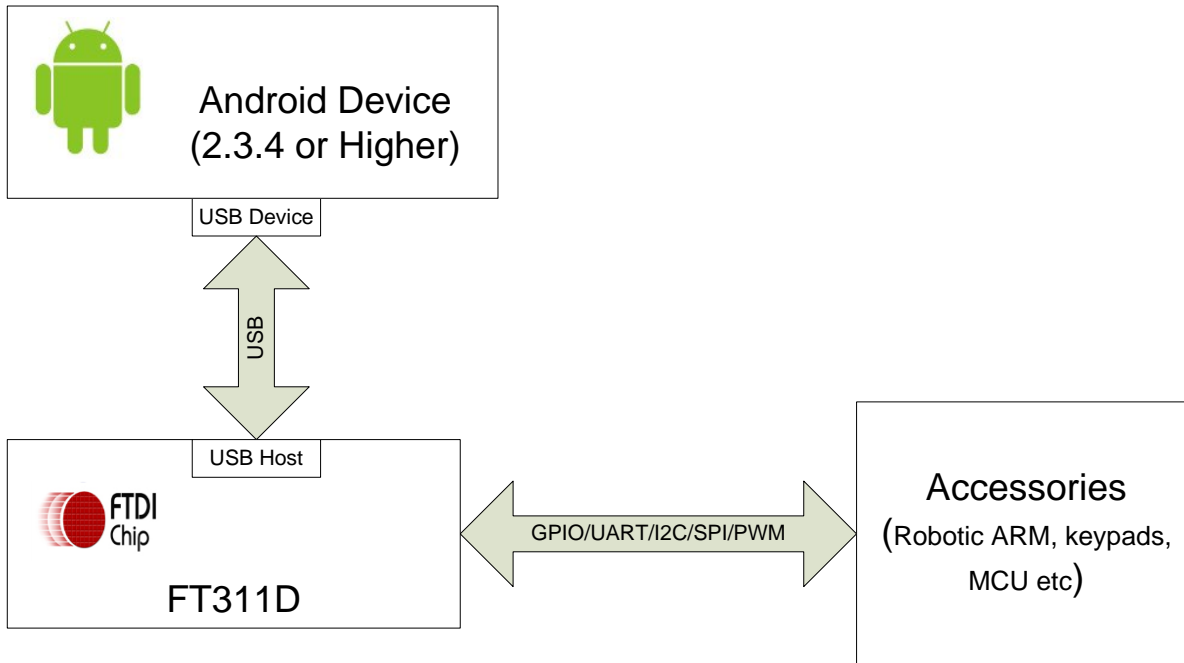 Android Device
(2.3.4 or Higher)
USB Device
USB
USB Host
FTDI
Chip
FT311D
GPIO/UART/I2C/SPI/PWM
Accessories
(Robotic ARM, keypads,
MCU etc)